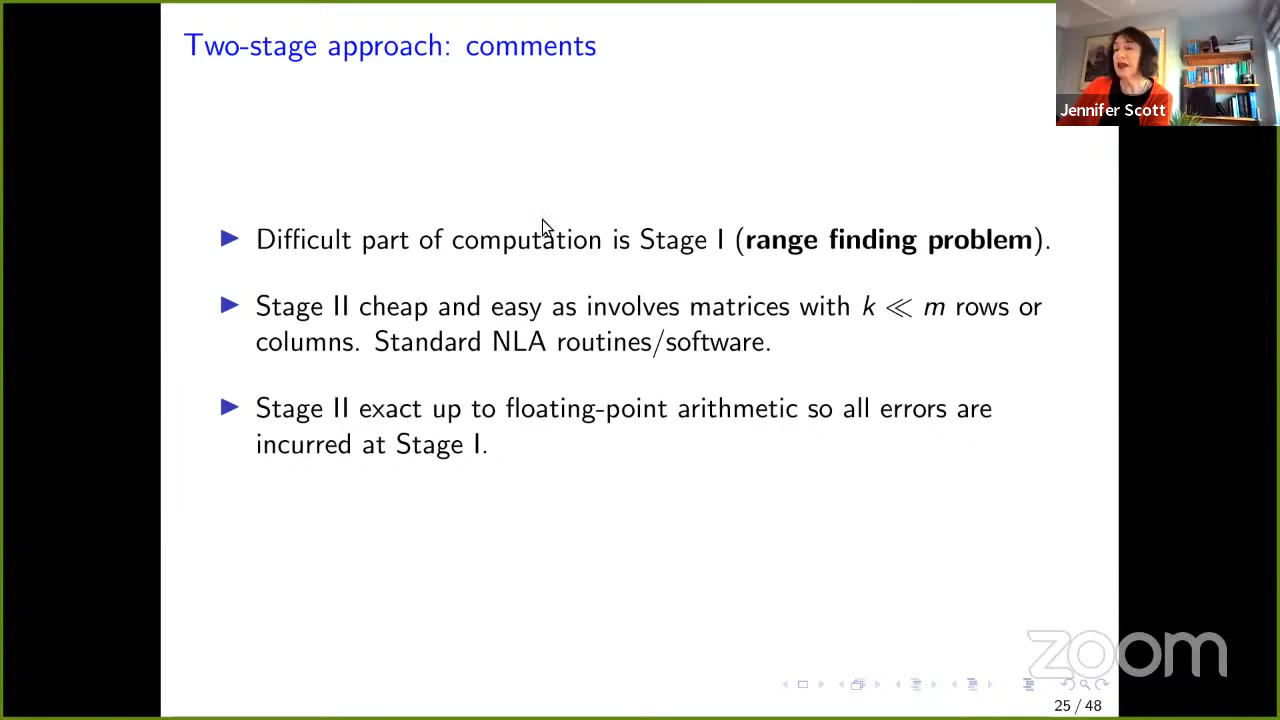 Two-stage approach: comments
Jennifer Scott
▶ Difficult part of computation is Stage I (range finding problem).
▶ Stage II cheap and easy as involves matrices with k ≪ m rows or
columns. Standard NLA routines/software.
▶ Stage II exact up to floating-point arithmetic so all errors are
incurred at Stage I.
zoom
25 / 48